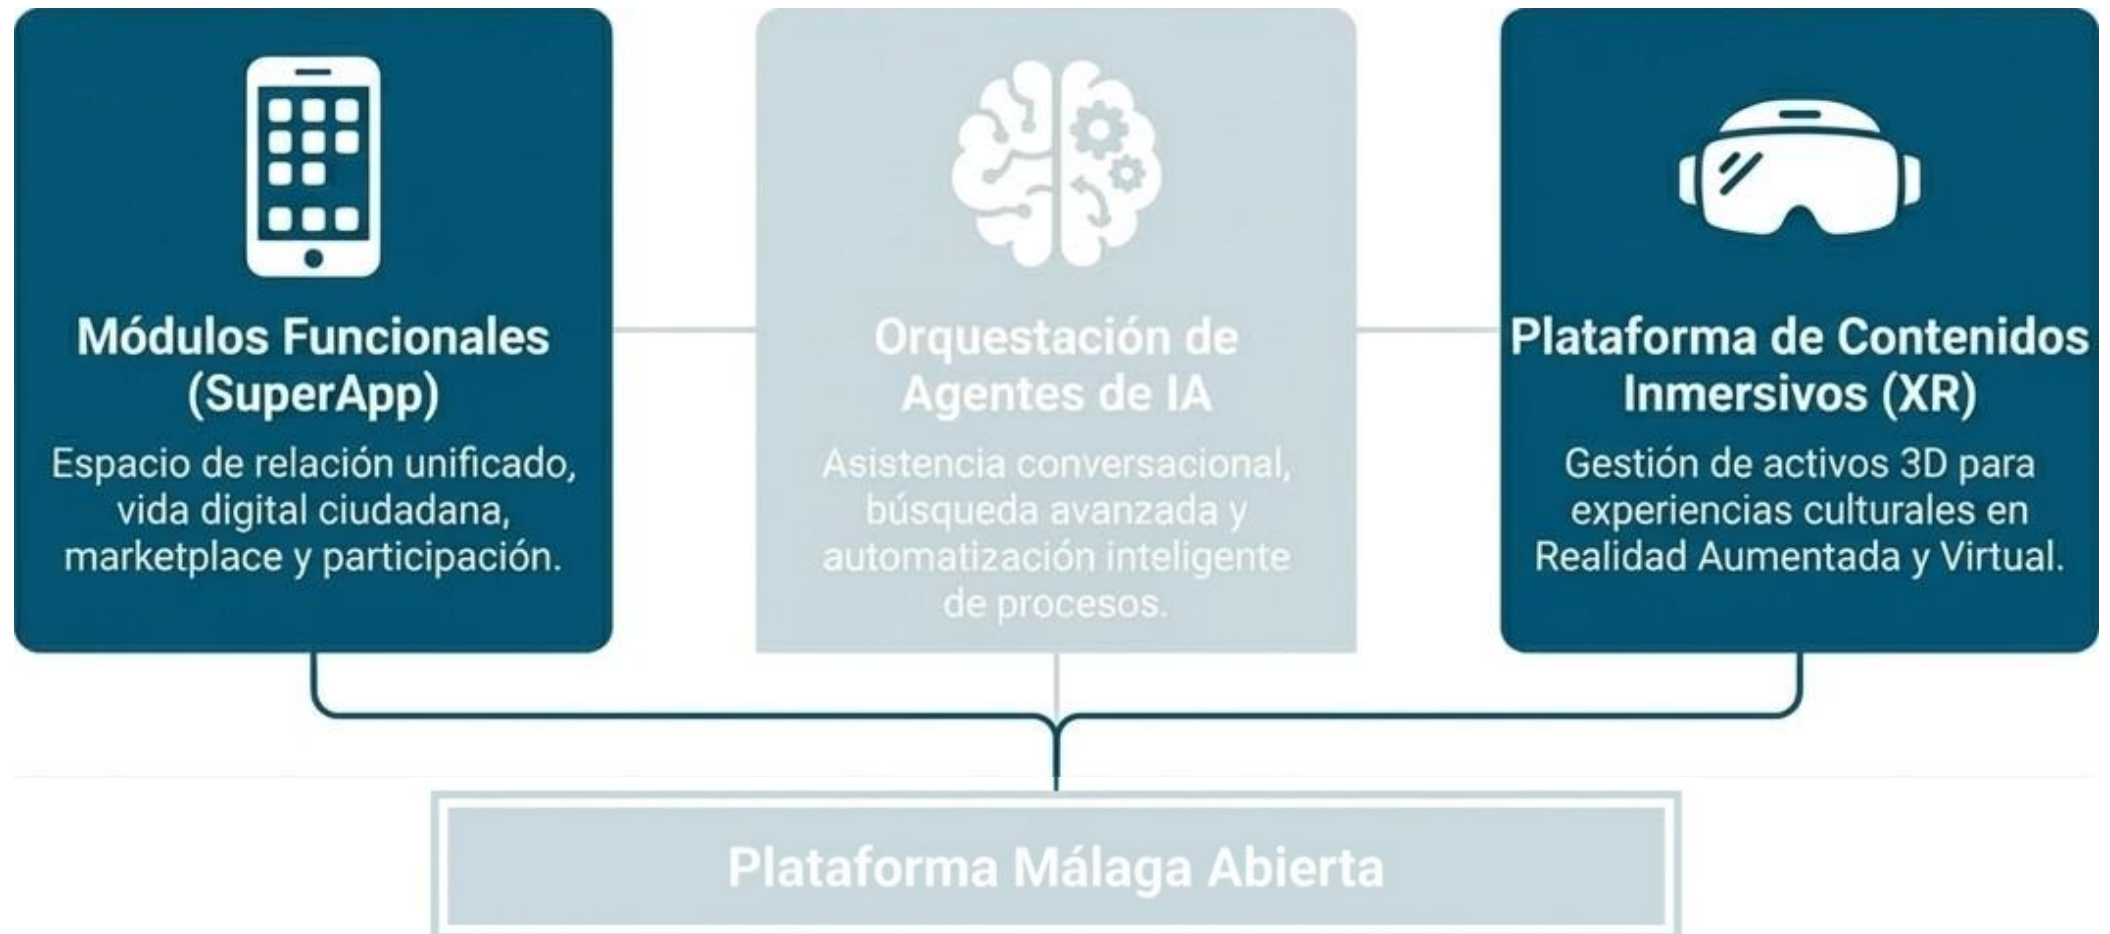 Módulos Funcionales
(SuperApp)
Espacio de relación unificado,
vida digital ciudadana,
marketplace y participación.
Orquestación de
Agentes de IA
Asistencia conversacional,
búsqueda avanzada y
automatización inteligente
de procesos.
Plataforma de Contenidos
Inmersivos (XR)
Gestión de activos 3D para
experiencias culturales en
Realidad Aumentada y Virtual.
Plataforma Málaga Abierta